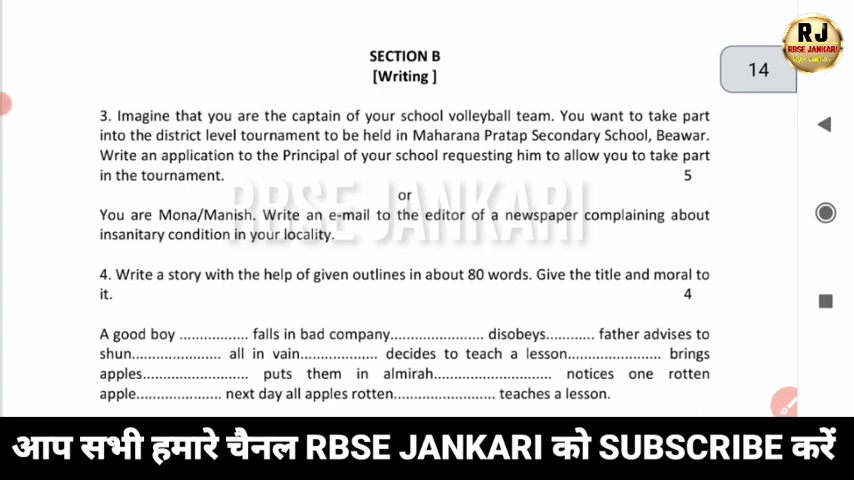 RJ
RBSE JANKARI
14
SECTION B
[Writing ]
3. Imagine that you are the captain of your school volleyball team. You want to take part
into the district level tournament to be held in Maharana Pratap Secondary School, Beawar.
Write an application to the Principal of your school requesting him to allow you to take part
in the tournament. 5
or
You are Mona/Manish. Write an e-mail to the editor of a newspaper complaining about
insanitary condition in your locality.
RBSE JANKARI
4. Write a story with the help of given outlines in about 80 words. Give the title and moral to
it. 4
A good boy ................. falls in bad company....................... disobeys............ father advises to
shun...................... all in vain................... decides to teach a lesson....................... brings
apples.......................... puts them in almirah............................. notices one rotten
apple..................... next day all apples rotten......................... teaches a lesson.
आप सभी हमारे चैनल RBSE JANKARI को SUBSCRIBE करें